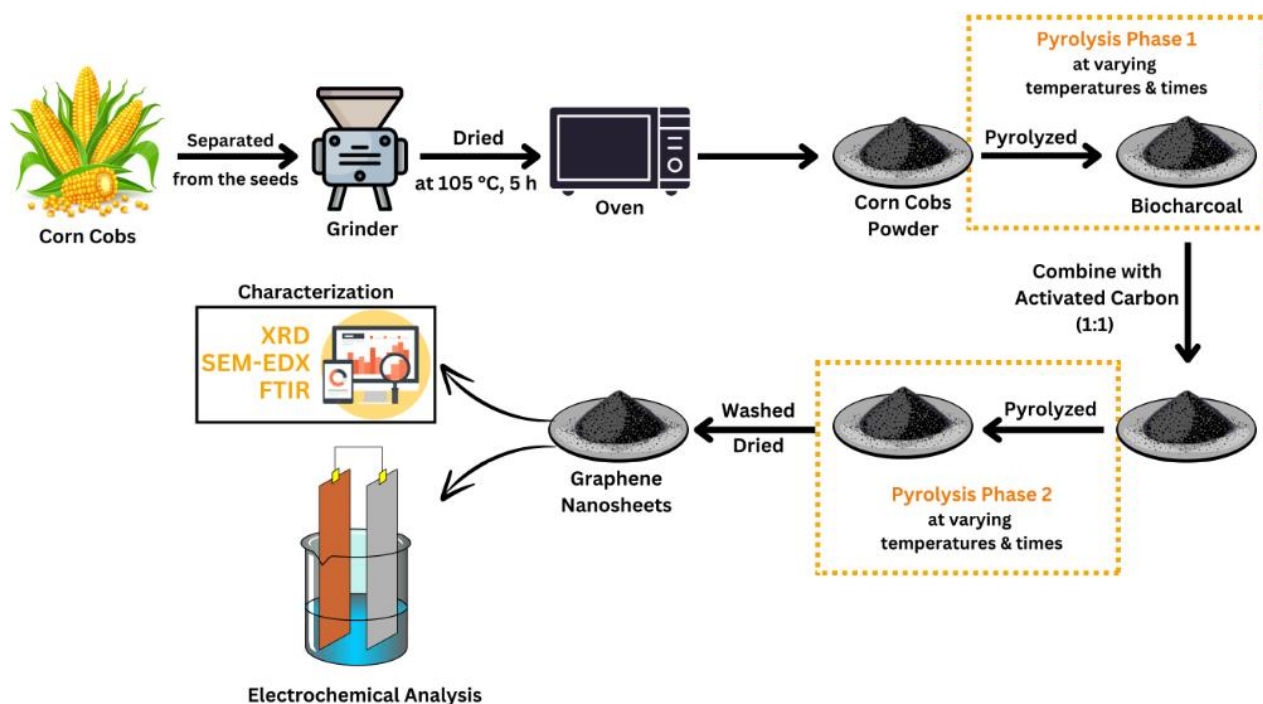 Corn Cobs
Separated
from the seeds
Grinder
Dried
at 105 °C, 5 h
Oven
Corn Cobs
Powder
Pyrolysis Phase 1
at varying
temperatures & times
Pyrolyzed
Biocharcoal
Combine with
Activated Carbon
(1:1)
Pyrolyzed
Pyrolysis Phase 2
at varying
temperatures & times
Washed
Dried
Graphene
Nanosheets
Characterization
XRD
SEM-EDX
FTIR
Electrochemical Analysis